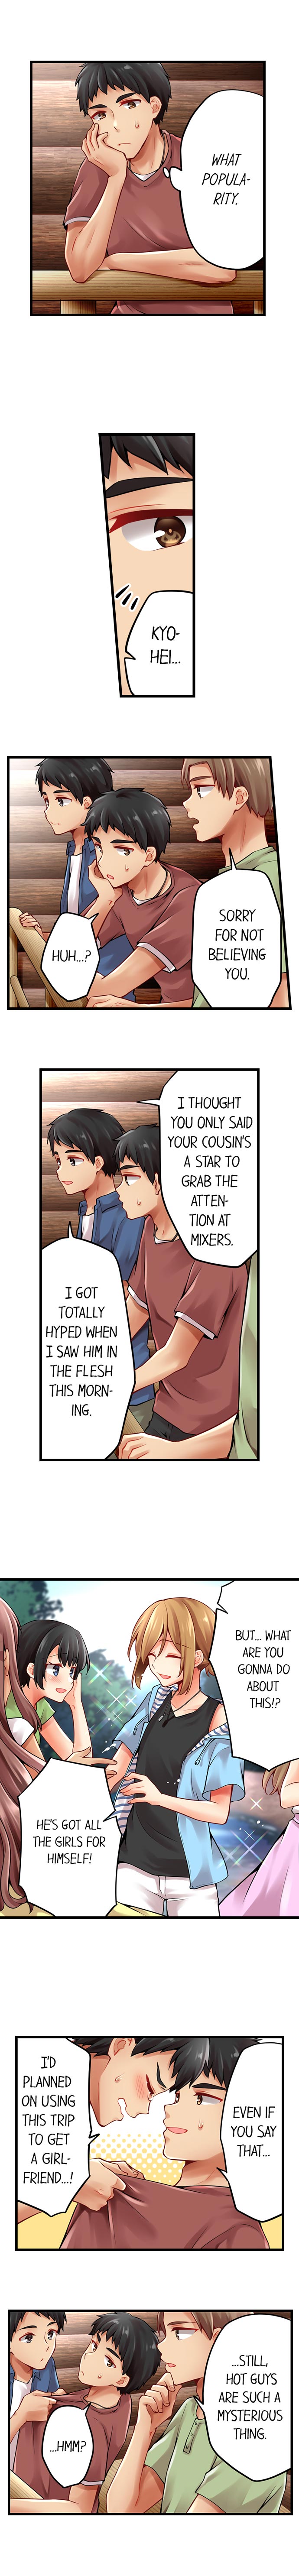 WHAT
POPULA-
RITY.
KYO-
HEI...
SORRY
FOR NOT
BELIEVING
YOU.
HUH...?
I THOUGHT
YOU ONLY SAID
YOUR COUSIN'S
A STAR TO
GRAB THE
ATTEN-
TION AT
MIXERS.
I GOT
TOTALLY
HYPED WHEN
I SAW HIM IN
THE FLESH
THIS MORN-
ING.
BUT... WHAT
ARE YOU
GONNA DO
ABOUT
THIS!?
HE'S GOT ALL
THE GIRLS FOR
HIMSELF!
I'D
PLANNED
ON USING
THIS TRIP
TO GET
A GIRL-
FRIEND...!
EVEN IF
YOU SAY
THAT...
...STILL,
HOT GUYS
ARE SUCH A
MYSTERIOUS
THING.
...HMM?